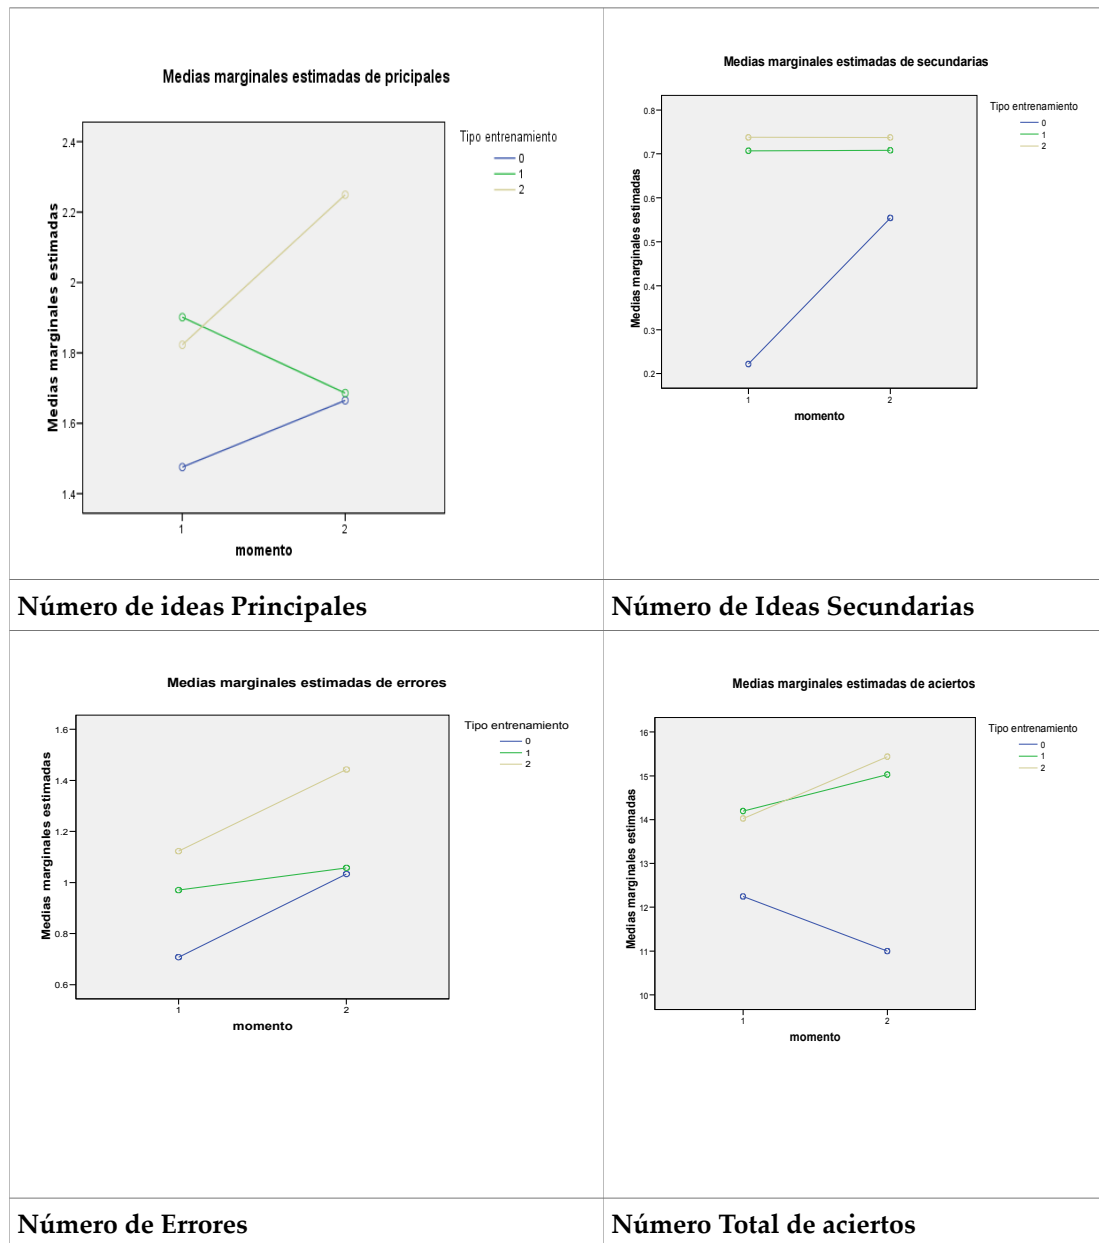 Medias marginales estimadas de pricipales
Tipo entrenamiento
0
1
2
Medias marginales estimadas
2.4
2.2
2
1.8
1.6
1.4
1
2
momento
Número de ideas Principales
Medias marginales estimadas de secundarias
Tipo entrenamiento
0
1
2
Medias marginales estimadas
0.8
0.7
0.6
0.5
0.4
0.3
0.2
1
2
momento
Número de Ideas Secundarias
Medias marginales estimadas de errores
Tipo entrenamiento
0
1
2
Medias marginales estimadas
1.6
1.4
1.2
1
0.8
0.6
1
2
momento
Número de Errores
Medias marginales estimadas de aciertos
Tipo entrenamiento
0
1
2
Medias marginales estimadas
16
15
14
13
12
11
10
1
2
momento
Número Total de aciertos